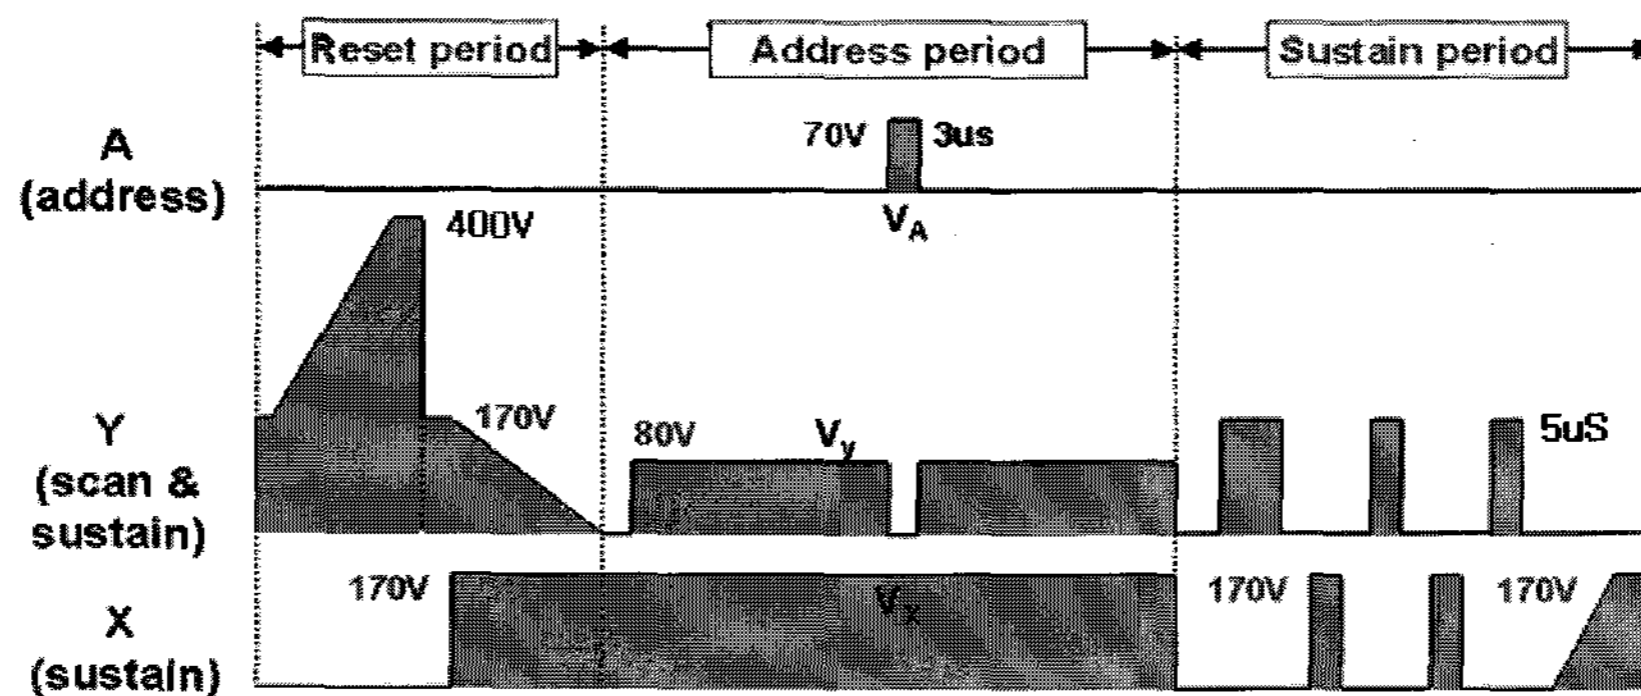 Reset period Address period Sustain period
A
(address)
70V 3us
V_A
400V
Y
(scan &
sustain)
170V
80V
V_y
5uS
X
(sustain)
170V
V_x
170V
170V